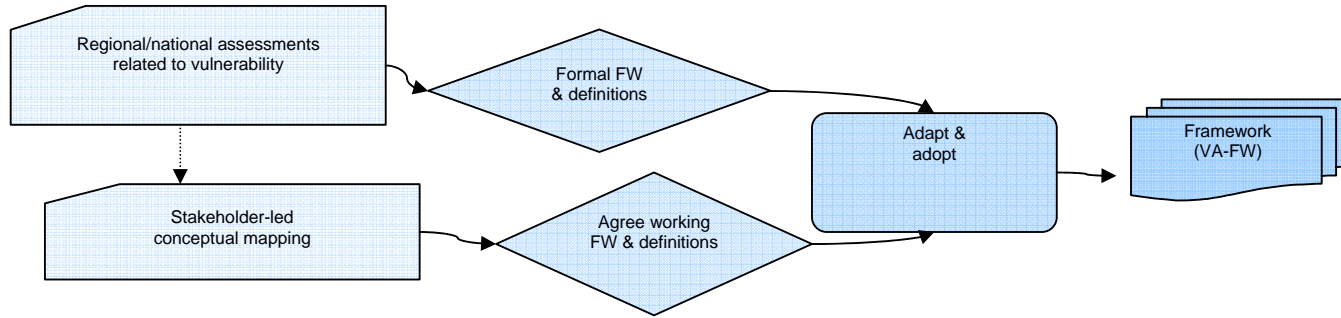 Regional/national assessments
related to vulnerability
Formal FW
& definitions
Adapt &
adopt
Framework
(VA-FW)
Stakeholder-led
conceptual mapping
Agree working
FW & definitions